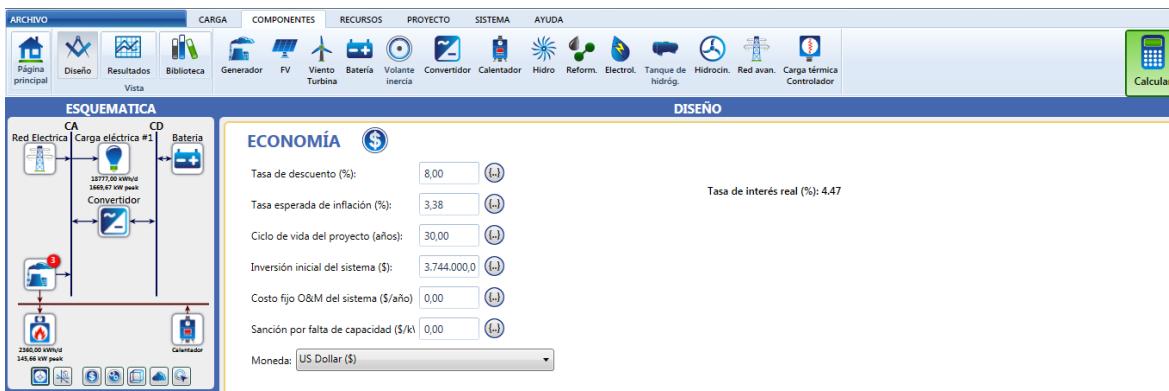 ARCHIVO CARGA COMPONENTES RECURSOS PROYECTO SISTEMA AYUDA
Página principal Diseño Resultados Biblioteca Generador FV Viento Turbina Batería Volante inercia Convertidor Calentador Hidro Reform. Electrol. Tanque de hidróg. Hidrocin. Red avan. Carga térmica Controlador Calcular
Vista
ESQUEMATICA DISEÑO
CA CD
Red Electrica Carga eléctrica #1 Bateria
18777,00 kWh/d
1669,67 kW peak
Convertidor
3
2360,00 kWh/d
145,66 kW peak
Calentador
ECONOMÍA
Tasa de descuento (%): 8,00 {..}
Tasa de interés real (%): 4.47
Tasa esperada de inflación (%): 3,38 {..}
Ciclo de vida del proyecto (años): 30,00 {..}
Inversión inicial del sistema ($): 3.744.000,0 {..}
Costo fijo O&M del sistema ($/año) 0,00 {..}
Sanción por falta de capacidad ($/k\ 0,00 {..}
Moneda: US Dollar ($)